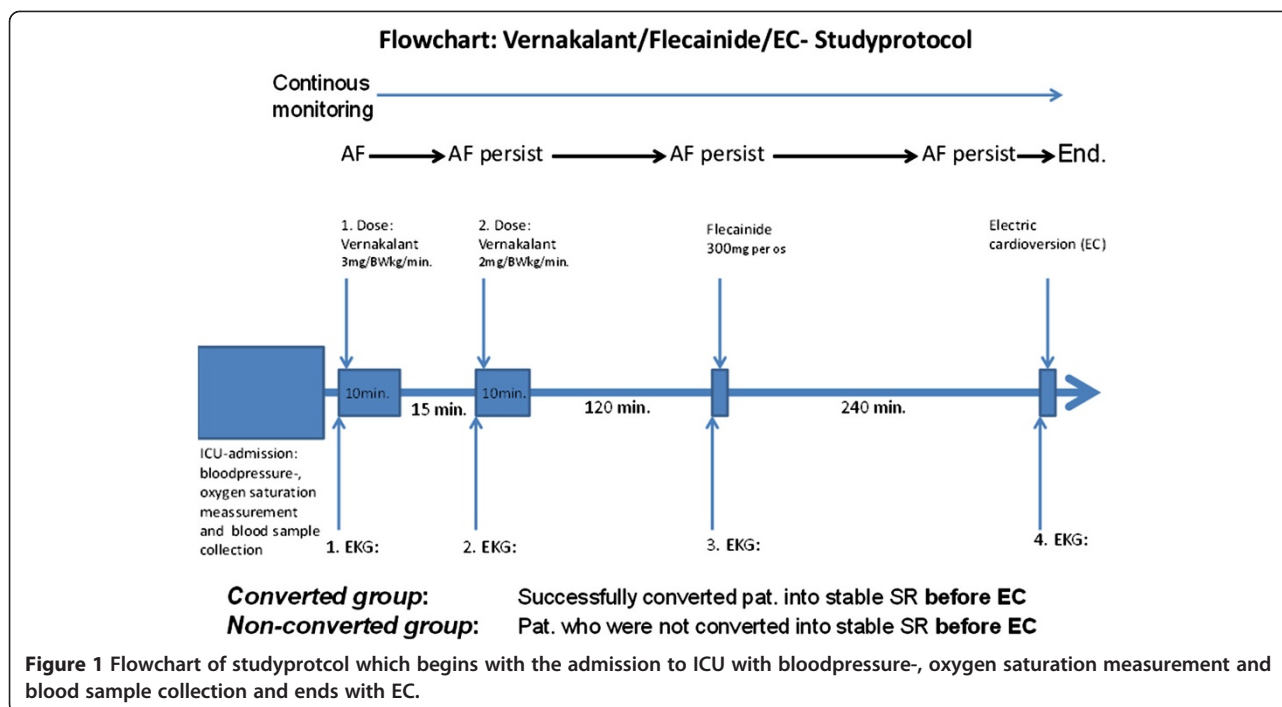 Flowchart: Vernakalant/Flecainide/EC- Studyprotocol
Continous
monitoring
AF
AF persist
AF persist
AF persist
End.
1. Dose:
Vernakalant
3mg/BWkg/min.
2. Dose:
Vernakalant
2mg/BWkg/min.
Flecainide
300mg per os
Electric
cardioversion (EC)
10min.
15 min.
10min.
120 min.
240 min.
ICU-admission:
bloodpressure-,
oxygen saturation
meassurement
and blood sample
collection
1. EKG:
2. EKG:
3. EKG:
4. EKG:
Converted group: Successfully converted pat. into stable SR before EC
Non-converted group: Pat. who were not converted into stable SR before EC
Figure 1 Flowchart of studyprotcol which begins with the admission to ICU with bloodpressure-, oxygen saturation measurement and
blood sample collection and ends with EC.